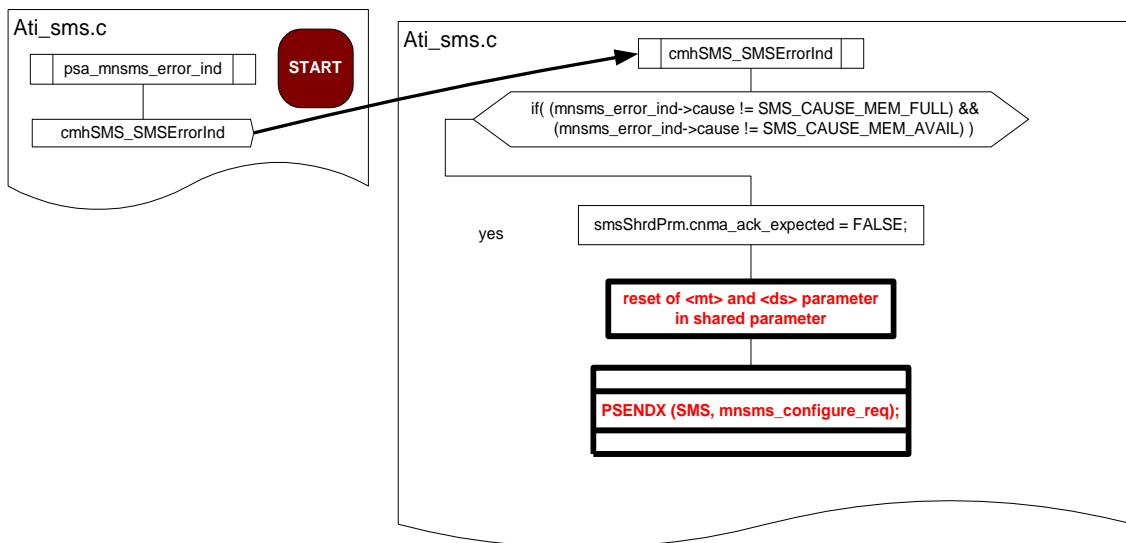 Ati_sms.c
psa_mnsms_error_ind
START
cmhSMS_SMSErrorInd
Ati_sms.c
cmhSMS_SMSErrorInd
if( (mnsms_error_ind->cause != SMS_CAUSE_MEM_FULL) &&
(mnsms_error_ind->cause != SMS_CAUSE_MEM_AVAIL) )
yes
smsShrdPrm.cnma_ack_expected = FALSE;
reset of <mt> and <ds> parameter
in shared parameter
PSENDX (SMS, mnsms_configure_req);